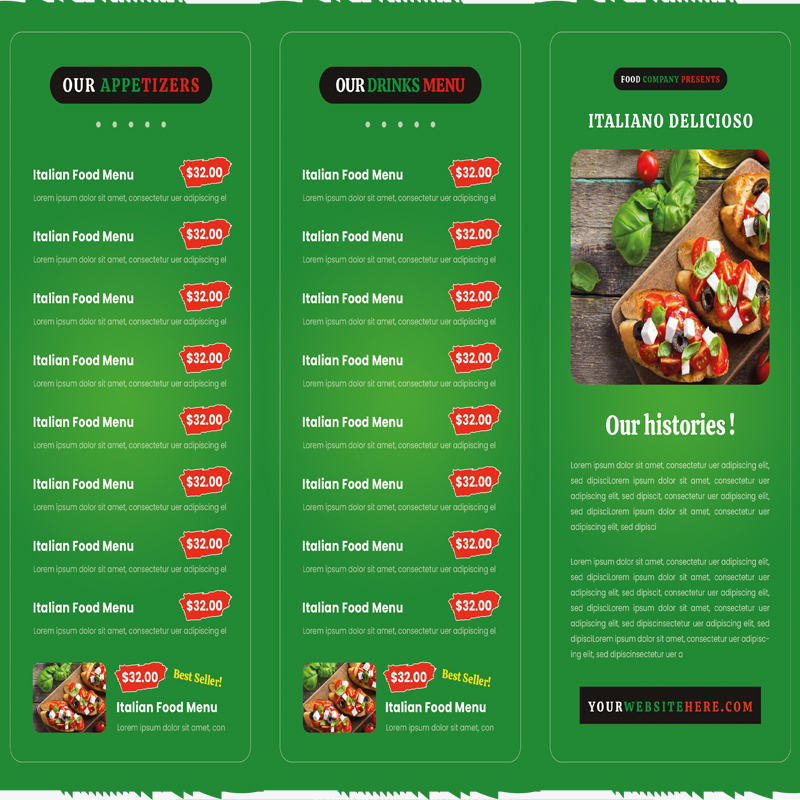 OUR APPETIZERS
Italian Food Menu
$32.00
Lorem ipsum dolor sit amet, consectetur uer adipiscing el
Italian Food Menu
$32.00
Lorem ipsum dolor sit amet, consectetur uer adipiscing el
Italian Food Menu
$32.00
Lorem ipsum dolor sit amet, consectetur uer adipiscing el
Italian Food Menu
$32.00
Lorem ipsum dolor sit amet, consectetur uer adipiscing el
Italian Food Menu
$32.00
Lorem ipsum dolor sit amet, consectetur uer adipiscing el
Italian Food Menu
$32.00
Lorem ipsum dolor sit amet, consectetur uer adipiscing el
Italian Food Menu
$32.00
Lorem ipsum dolor sit amet, consectetur uer adipiscing el
Italian Food Menu
$32.00
Lorem ipsum dolor sit amet, consectetur uer adipiscing el
$32.00
Best Seller!
Italian Food Menu
Lorem ipsum dolor sit amet, con
OUR DRINKS MENU
Italian Food Menu
$32.00
Lorem ipsum dolor sit amet, consectetur uer adipiscing el
Italian Food Menu
$32.00
Lorem ipsum dolor sit amet, consectetur uer adipiscing el
Italian Food Menu
$32.00
Lorem ipsum dolor sit amet, consectetur uer adipiscing el
Italian Food Menu
$32.00
Lorem ipsum dolor sit amet, consectetur uer adipiscing el
Italian Food Menu
$32.00
Lorem ipsum dolor sit amet, consectetur uer adipiscing el
Italian Food Menu
$32.00
Lorem ipsum dolor sit amet, consectetur uer adipiscing el
Italian Food Menu
$32.00
Lorem ipsum dolor sit amet, consectetur uer adipiscing el
Italian Food Menu
$32.00
Lorem ipsum dolor sit amet, consectetur uer adipiscing el
$32.00
Best Seller!
Italian Food Menu
Lorem ipsum dolor sit amet, con
FOOD COMPANY PRESENTS
ITALIANO DELICIOSO
Our histories !
Lorem ipsum dolor sit amet, consectetur uer adipiscing elit,
sed dipisciLorem ipsum dolor sit amet, consectetur uer
adipiscing elit, sed dipiscit, consectetur uer adipiscing elit,
sed dipisciLorem ipsum dolor sit amet, consectetur uer
adipiscing elit, sed dipisci
Lorem ipsum dolor sit amet, consectetur uer adipiscing elit,
sed dipisciLorem ipsum dolor sit amet, consectetur uer
adipiscing elit, sed dipiscit, consectetur uer adipiscing elit,
sed dipisciLorem ipsum dolor sit amet, consectetur uer
adipiscing elit, sed dipiscinsectetur uer adipiscing elit, sed
dipisciLorem ipsum dolor sit amet, consectetur uer adipisc-
ing elit, sed dipiscinsectetur uer a
YOURWEBSITEHERE.COM